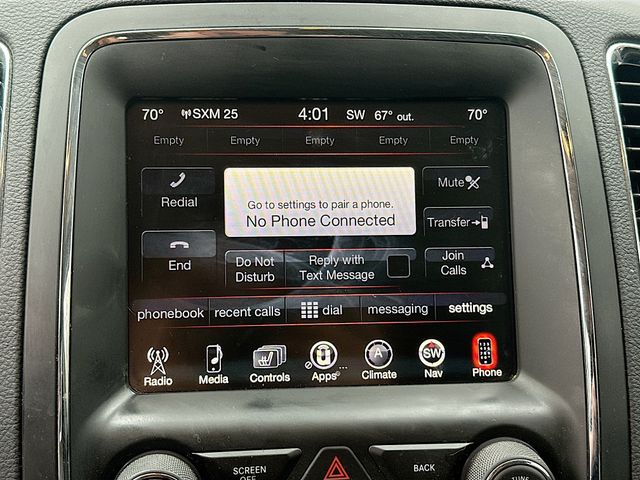 70° SXM 25 4:01 SW 67° out. 70°
Empty Empty Empty Empty Empty
Redial
Go to settings to pair a phone.
No Phone Connected
Mute
Transfer
End
Do Not
Disturb
Reply with
Text Message
Join
Calls
phonebook recent calls dial messaging settings
SW
Radio Media Controls Apps Climate Nav Phone
SCREEN
OFF
BACK
TUNE